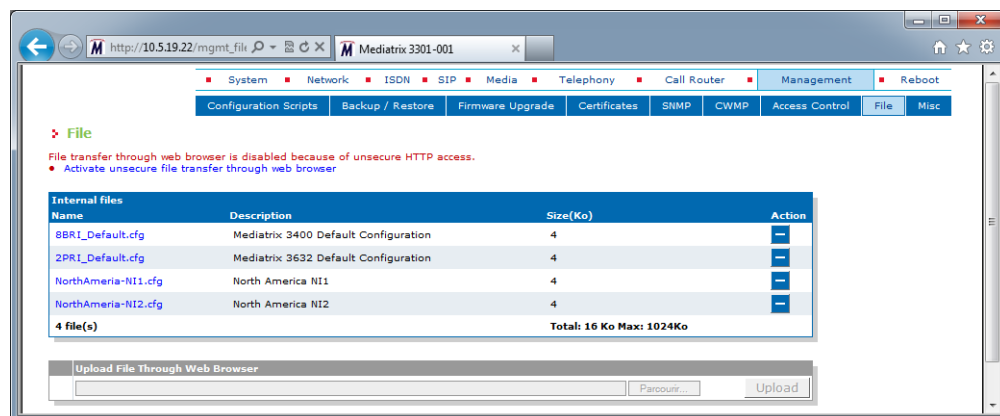 http://10.5.19.22/mgmt_file Mediatrix 3301-001
System Network ISDN SIP Media Telephony Call Router Management Reboot
Configuration Scripts Backup / Restore Firmware Upgrade Certificates SNMP CWMP Access Control File Misc
File
File transfer through web browser is disabled because of unsecure HTTP access.
Activate unsecure file transfer through web browser
Internal files
Name Description Size(Ko) Action
8BRI_Default.cfg Mediatrix 3400 Default Configuration 4
2PRI_Default.cfg Mediatrix 3632 Default Configuration 4
NorthAmeria-NI1.cfg North America NI1 4
NorthAmeria-NI2.cfg North America NI2 4
4 file(s) Total: 16 Ko Max: 1024Ko
Upload File Through Web Browser
Parcourir... Upload